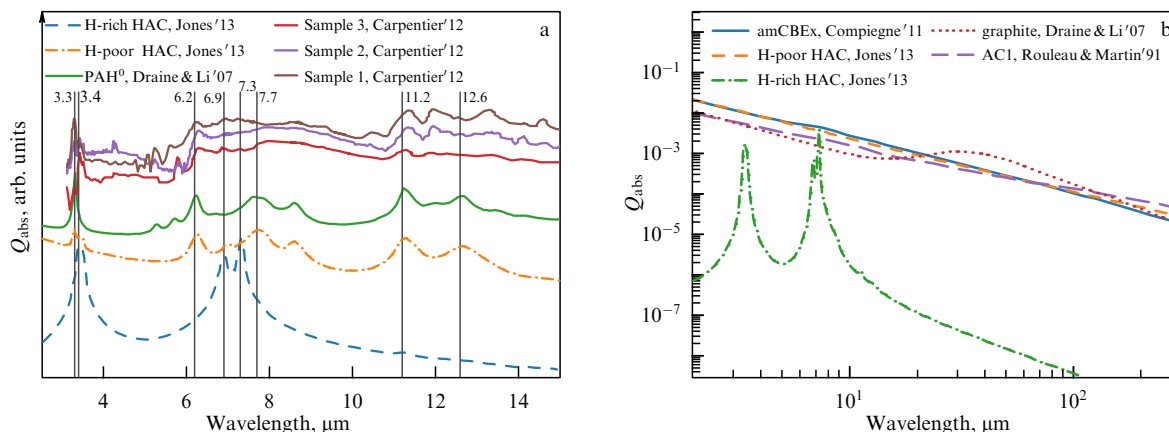 H-rich HAC, Jones′13
H-poor HAC, Jones′13
PAH⁰, Draine & Li′07
Sample 3, Carpentier′12
Sample 2, Carpentier′12
Sample 1, Carpentier′12
a
3.3
3.4
6.2
6.9
7.3
7.7
11.2
12.6
Q_abs, arb. units
4
6
8
10
12
14
Wavelength, μm
amCBEx, Compiegne′11
H-poor HAC, Jones′13
H-rich HAC, Jones′13
graphite, Draine & Li′07
AC1, Rouleau & Martin′91
b
Q_abs
10⁻¹
10⁻³
10⁻⁵
10⁻⁷
10¹
10²
Wavelength, μm